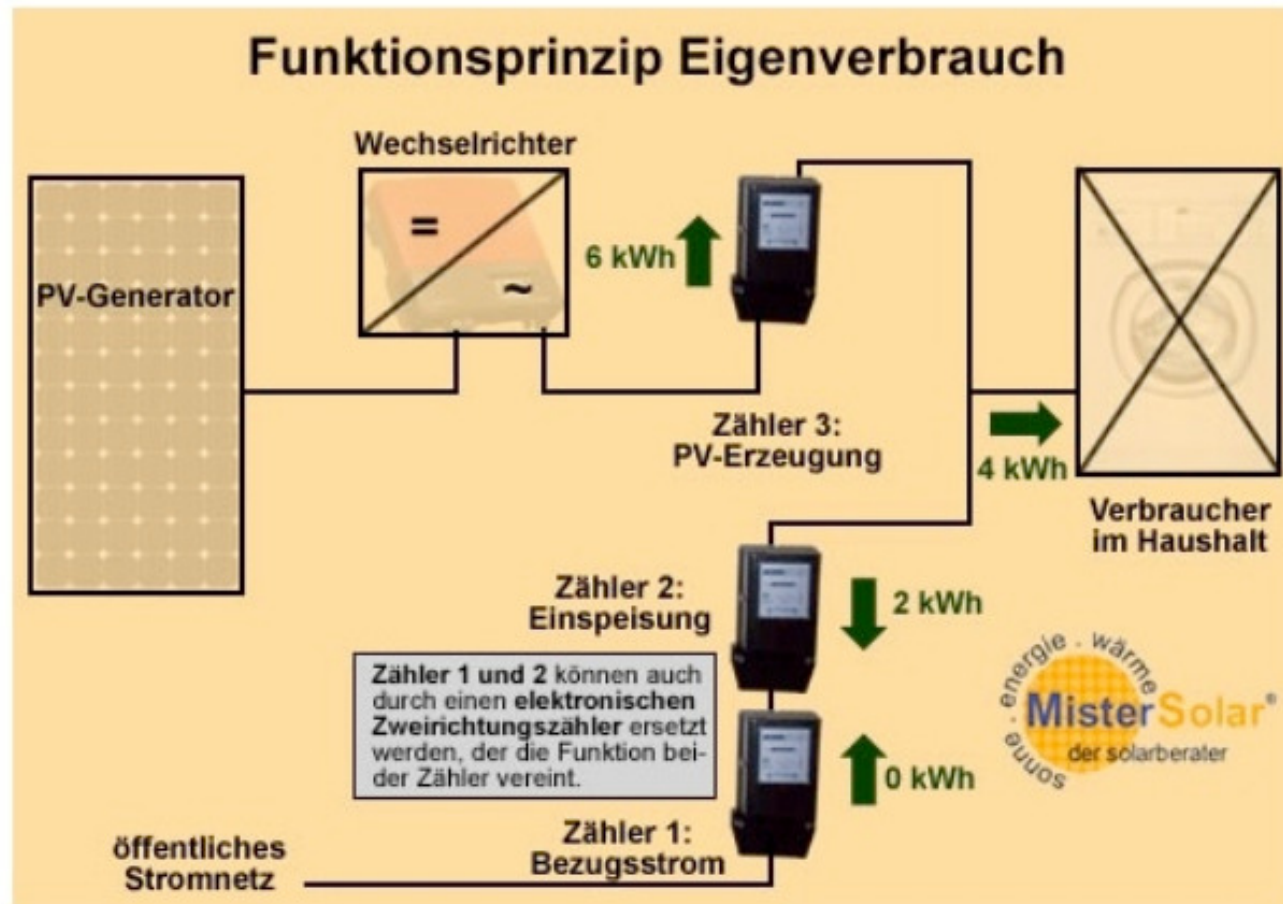 Funktionsprinzip Eigenverbrauch
Wechselrichter
=
~
PV-Generator
6 kWh
Zähler 3:
PV-Erzeugung
4 kWh
Verbraucher
im Haushalt
Zähler 2:
Einspeisung
2 kWh
Zähler 1 und 2 können auch
durch einen elektronischen
Zweirichtungszähler ersetzt
werden, der die Funktion bei-
der Zähler vereint.
sonne . energie . wärme
MisterSolar®
der solarberater
0 kWh
Zähler 1:
Bezugsstrom
öffentliches
Stromnetz